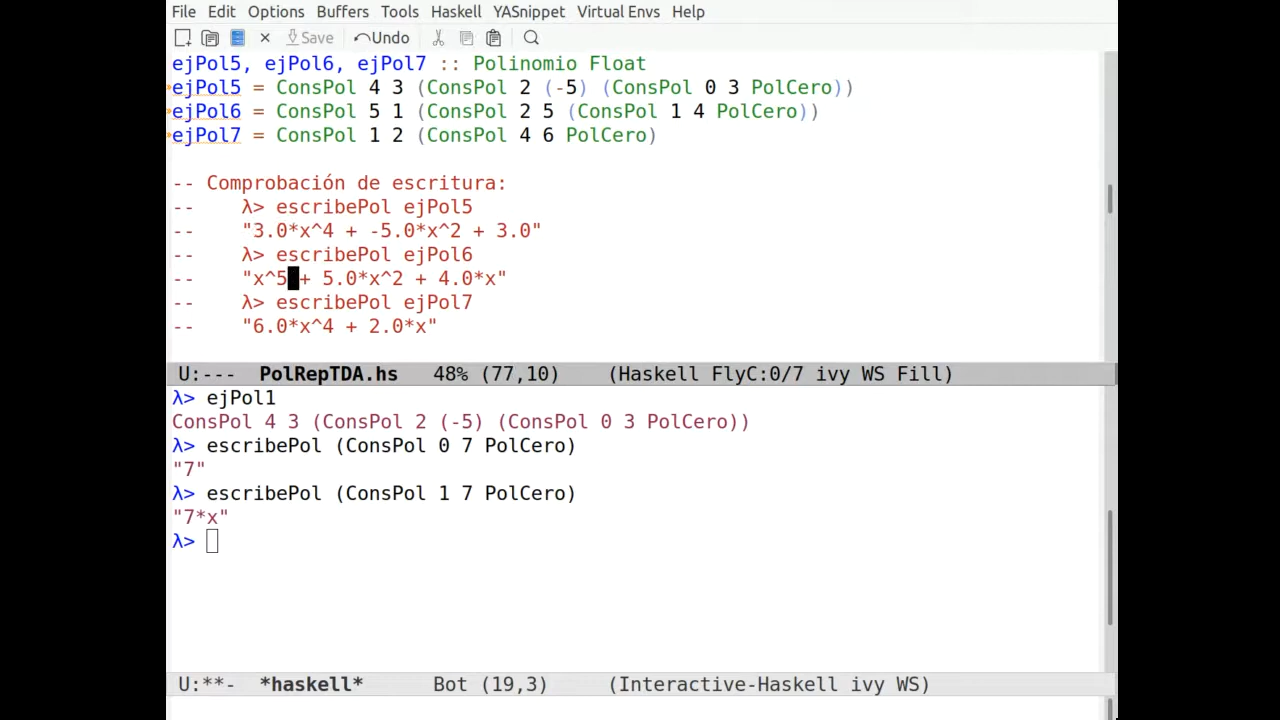 File Edit Options Buffers Tools Haskell YASnippet Virtual Envs Help
Save Undo
ejPol5, ejPol6, ejPol7 :: Polinomio Float
ejPol5 = ConsPol 4 3 (ConsPol 2 (-5) (ConsPol 0 3 PolCero))
ejPol6 = ConsPol 5 1 (ConsPol 2 5 (ConsPol 1 4 PolCero))
ejPol7 = ConsPol 1 2 (ConsPol 4 6 PolCero)
-- Comprobación de escritura:
--    λ> escribePol ejPol5
--    "3.0*x^4 + -5.0*x^2 + 3.0"
--    λ> escribePol ejPol6
--    "x^5 + 5.0*x^2 + 4.0*x"
--    λ> escribePol ejPol7
--    "6.0*x^4 + 2.0*x"
U:--- PolRepTDA.hs 48% (77,10) (Haskell FlyC:0/7 ivy WS Fill)
λ> ejPol1
ConsPol 4 3 (ConsPol 2 (-5) (ConsPol 0 3 PolCero))
λ> escribePol (ConsPol 0 7 PolCero)
"7"
λ> escribePol (ConsPol 1 7 PolCero)
"7*x"
λ>
U:**- *haskell* Bot (19,3) (Interactive-Haskell ivy WS)